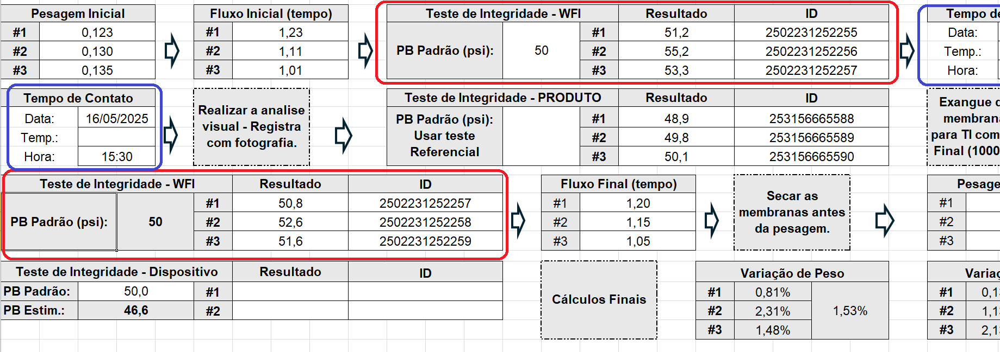 Pesagem Inicial
#1 0,123
#2 0,130
#3 0,135
Fluxo Inicial (tempo)
#1 1,23
#2 1,11
#3 1,01
Teste de Integridade - WFI Resultado ID
PB Padrão (psi): 50
#1 51,2 2502231252255
#2 55,2 2502231252256
#3 53,3 2502231252257
Tempo de
Data:
Temp.:
Hora:
Tempo de Contato
Data: 16/05/2025
Temp.:
Hora: 15:30
Realizar a analise
visual - Registra
com fotografia.
Teste de Integridade - PRODUTO Resultado ID
PB Padrão (psi):
Usar teste
Referencial
#1 48,9 253156665588
#2 49,8 253156665589
#3 50,1 253156665590
Exangue
membran
para TI com
Final (1000
Teste de Integridade - WFI Resultado ID
PB Padrão (psi): 50
#1 50,8 2502231252257
#2 52,6 2502231252258
#3 51,6 2502231252259
Fluxo Final (tempo)
#1 1,20
#2 1,15
#3 1,05
Secar as
membranas antes
da pesagem.
Pesage
#1
#2
#3
Teste de Integridade - Dispositivo Resultado ID
PB Padrão: 50,0 #1
PB Estim.: 46,6 #2
Cálculos Finais
Variação de Peso
#1 0,81%
#2 2,31% 1,53%
#3 1,48%
Variaç
#1 0,1
#2 1,1
#3 2,1